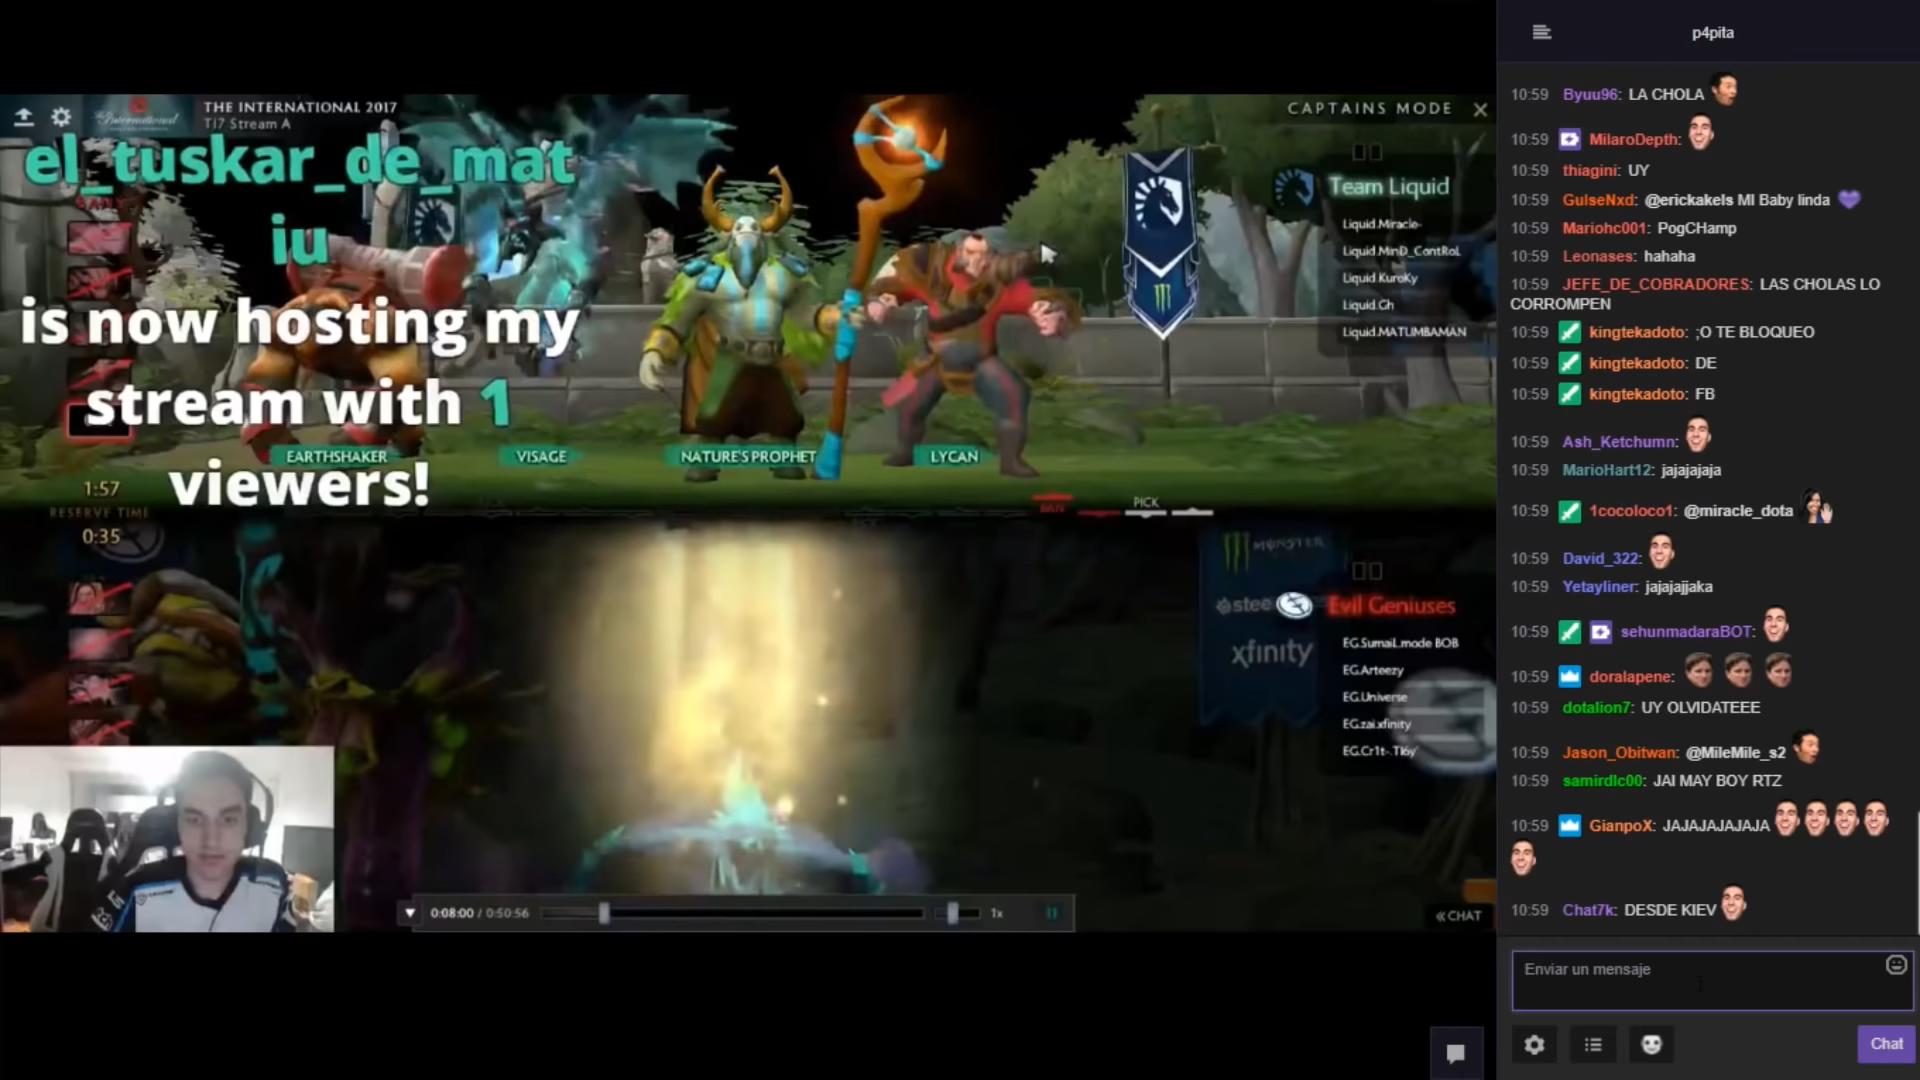 THE INTERNATIONAL 2017
TI7 Stream A
CAPTAINS MODE
el_tuskar_de_mat
iu
is now hosting my
stream with 1
viewers!
Team Liquid
Liquid.Miracle-
Liquid.MinD_ContRoL
Liquid.KuroKy
Liquid.Gh
Liquid.MATUMBAMAN
EARTHSHAKER
VISAGE
NATURE'S PROPHET
LYCAN
1:57
RESERVE TIME
0:35
BAN
PICK
MONSTER
xfinity
Evil Geniuses
EG.SumaiL.mode BOB
EG.Arteezy
EG.Universe
EG.zai.xfinity
EG.Cr1t-.TI6y
0:08:00 / 0:50:56
1x
«CHAT
p4pita
10:59 Byuu96: LA CHOLA
10:59 MilaroDepth:
10:59 thiagini: UY
10:59 GulseNxd: @erickakels MI Baby linda
10:59 Mariohc001: PogCHamp
10:59 Leonases: hahaha
10:59 JEFE_DE_COBRADORES: LAS CHOLAS LO
CORROMPEN
10:59 kingtekadoto: ;O TE BLOQUEO
10:59 kingtekadoto: DE
10:59 kingtekadoto: FB
10:59 Ash_Ketchumn:
10:59 MarioHart12: jajajajaja
10:59 1cocoloco1: @miracle_dota
10:59 David_322:
10:59 Yetayliner: jajajajjaka
10:59 sehunmadaraBOT:
10:59 doralapene:
10:59 dotalion7: UY OLVIDATEEE
10:59 Jason_Obitwan: @MileMile_s2
10:59 samirdlc00: JAI MAY BOY RTZ
10:59 GianpoX: JAJAJAJAJAJA
10:59 Chat7k: DESDE KIEV
Enviar un mensaje
Chat